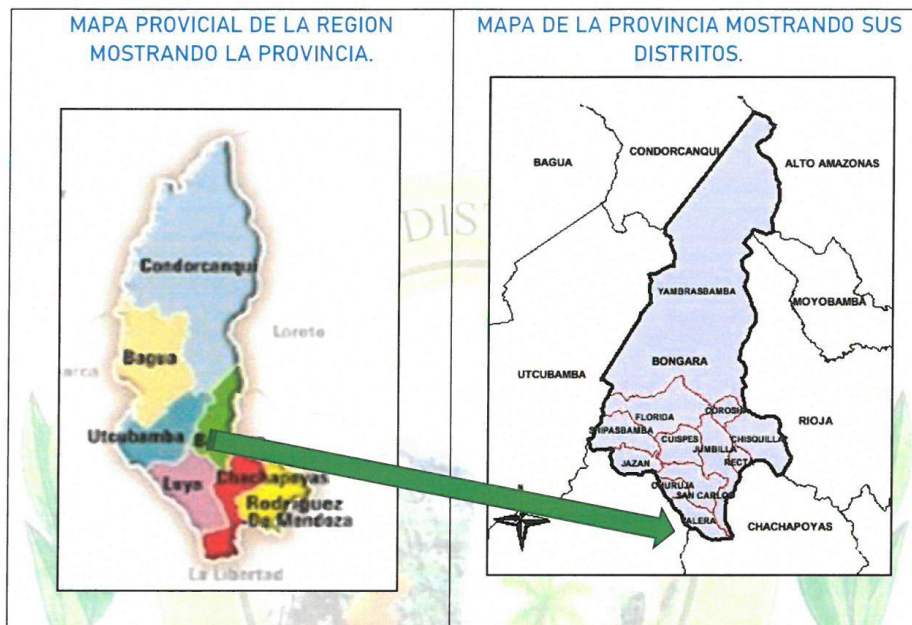 MAPA PROVICIAL DE LA REGION
MOSTRANDO LA PROVINCIA.
Condorcanqui
Loreto
Bagua
Utcubamba
Luya
Chachapoyas
Rodríguez
De Mendoza
La Libertad
MAPA DE LA PROVINCIA MOSTRANDO SUS
DISTRITOS.
CONDORCANQUI
BAGUA
ALTO AMAZONAS
DIST
YAMBRASBAMBA
MOYOBAMBA
BONGARA
UTCUBAMBA
COROSHA
FLORIDA
RIOJA
SHIPASBAMBA
CUISPES
CHISQUILLA
JUMBILLA
JAZAN
RECTA
CHURUJA
SAN CARLOS
N
VALERA
CHACHAPOYAS